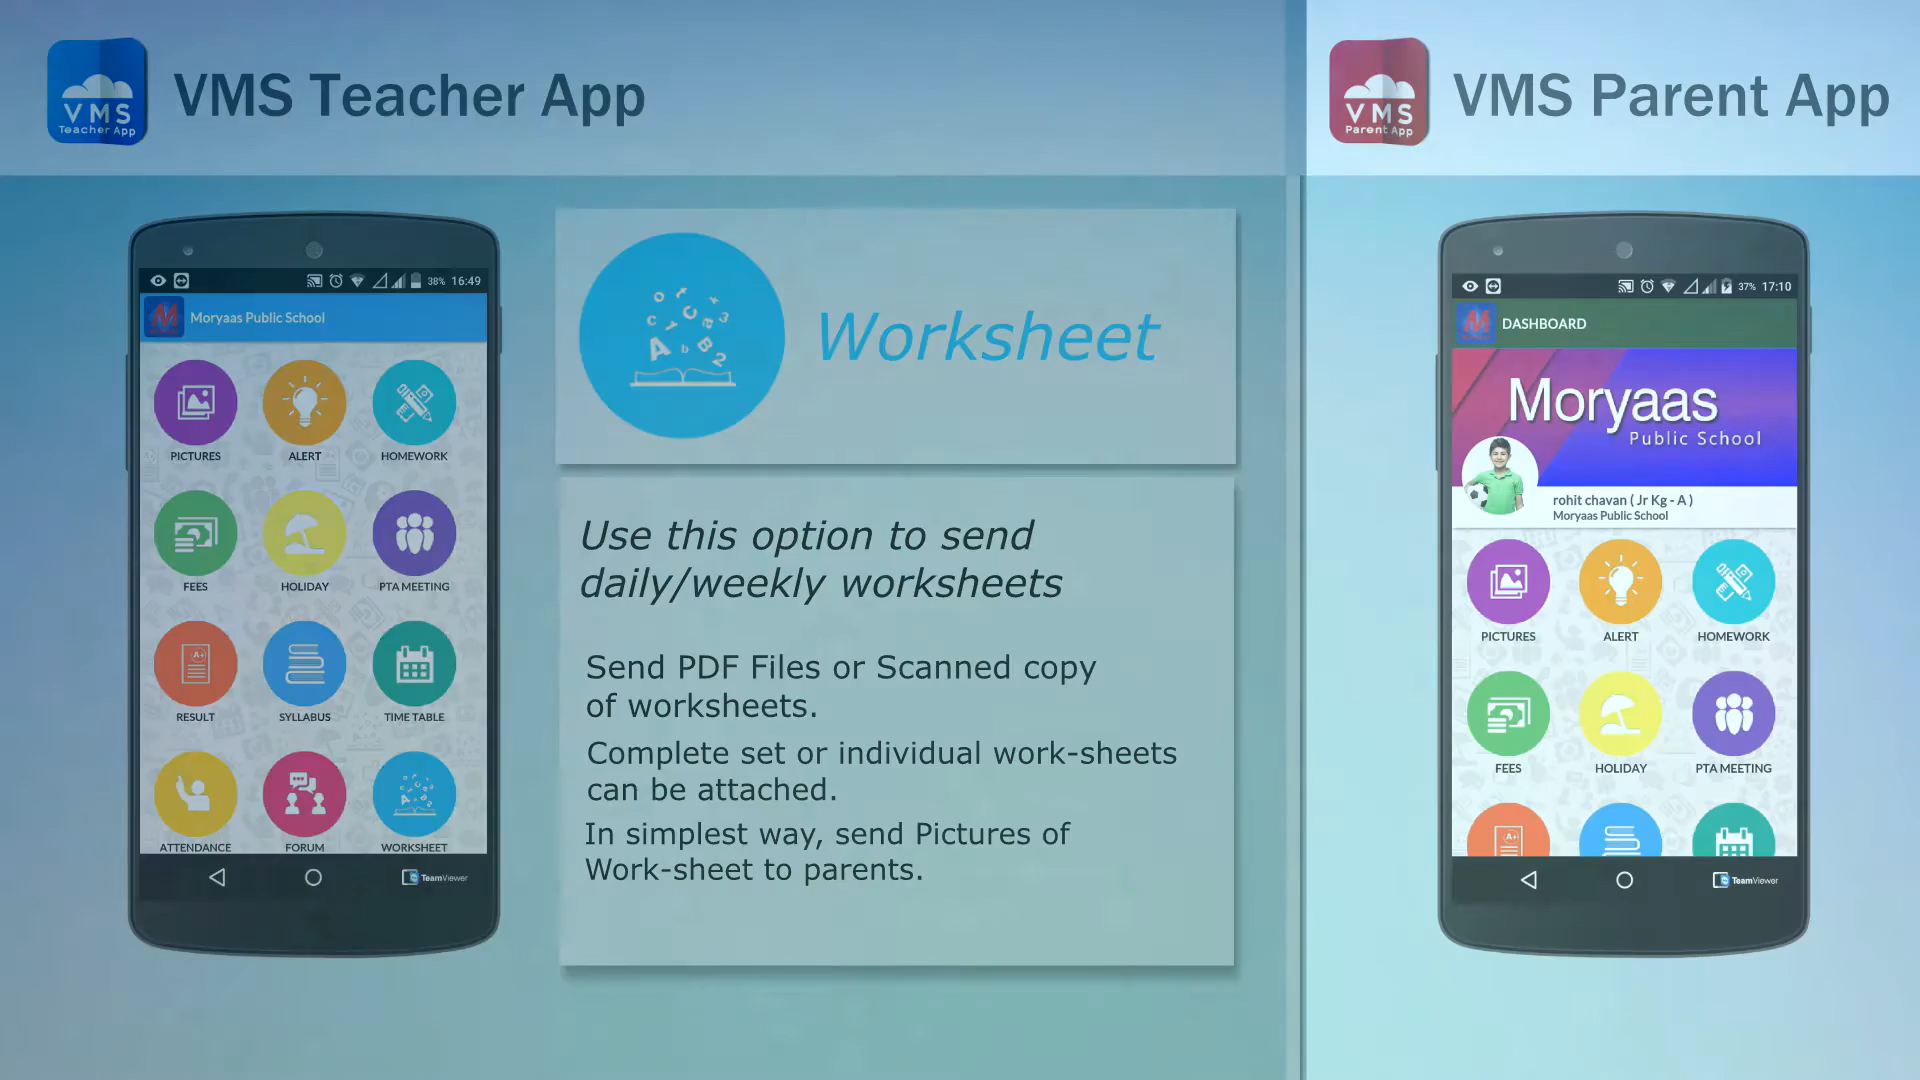 VMS
Teacher App
VMS Teacher App
VMS
Parent App
VMS Parent App
38% 16:49
Moryaas Public School
PICTURES ALERT HOMEWORK
FEES HOLIDAY PTA MEETING
RESULT SYLLABUS TIME TABLE
ATTENDANCE FORUM WORKSHEET
TeamViewer
Worksheet
Use this option to send
daily/weekly worksheets
Send PDF Files or Scanned copy
of worksheets.
Complete set or individual work-sheets
can be attached.
In simplest way, send Pictures of
Work-sheet to parents.
37% 17:10
DASHBOARD
Moryaas
Public School
rohit chavan ( Jr Kg - A )
Moryaas Public School
PICTURES ALERT HOMEWORK
FEES HOLIDAY PTA MEETING
TeamViewer